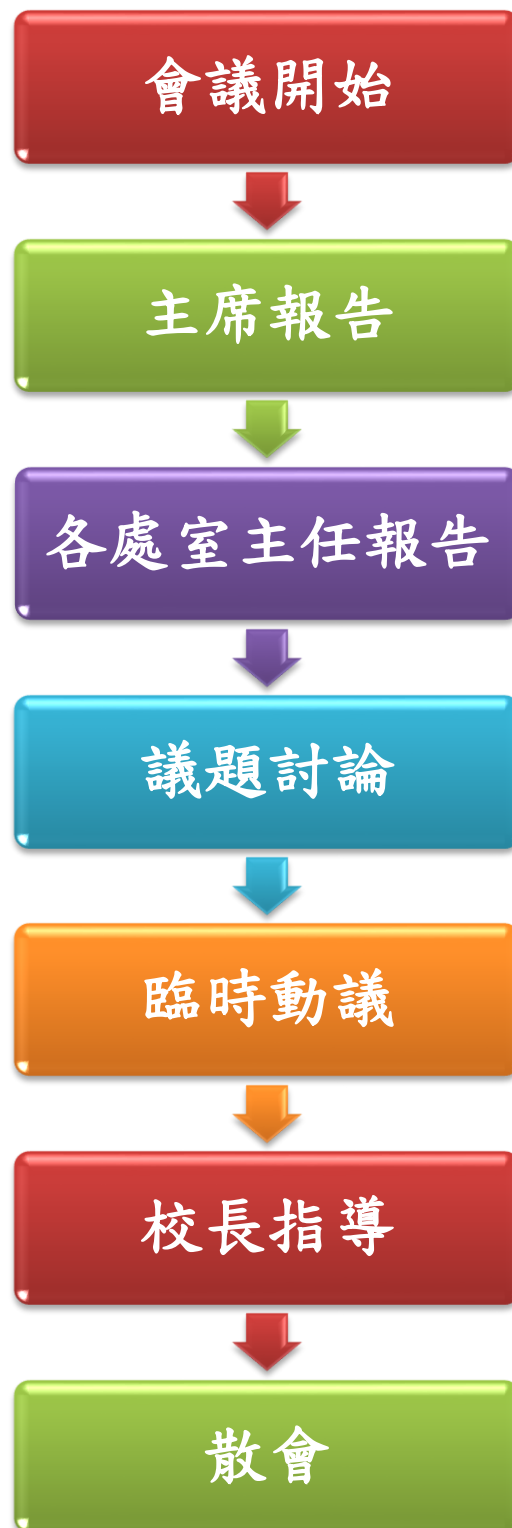 會議開始
主席報告
各處室主任報告
議題討論
臨時動議
校長指導
散會